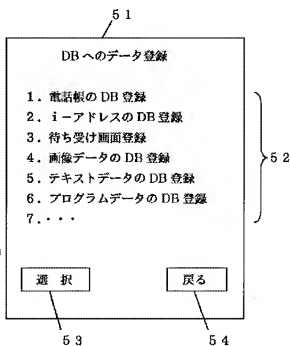 ５１
DBへのデータ登録
１．電話帳のDB登録
２．ｉ－アドレスのDB登録
３．待ち受け画面登録
４．画像データのDB登録
５．テキストデータのDB登録
６．プログラムデータのDB登録
７．・・・
５２
選 択
戻る
５３
５４